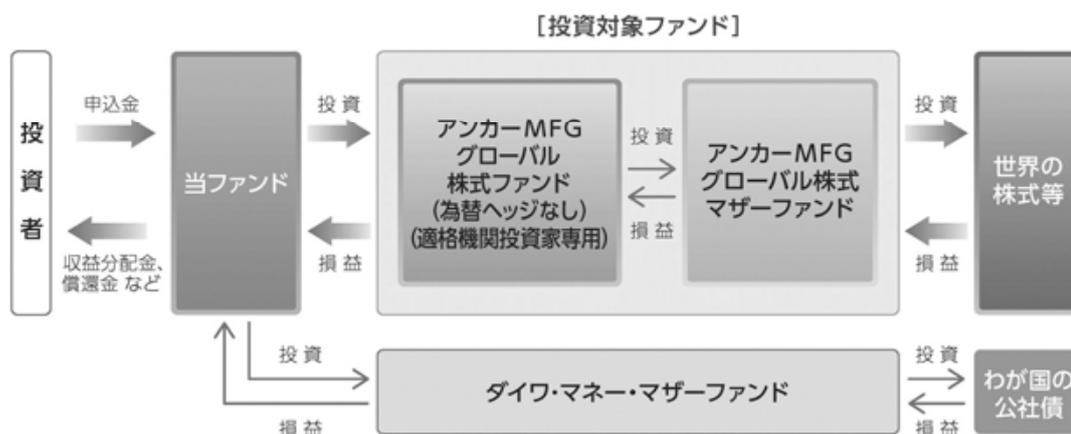 [投資対象ファンド]
投資者
申込金
収益分配金、
償還金 など
当ファンド
投 資
損 益
アンカーMFG
グローバル
株式ファンド
(為替ヘッジなし)
(適格機関投資家専用)
投 資
損 益
アンカーMFG
グローバル株式
マザーファンド
投 資
損 益
世界の
株式等
投 資
損 益
ダイワ・マネー・マザーファンド
投 資
損 益
わが国の
公社債